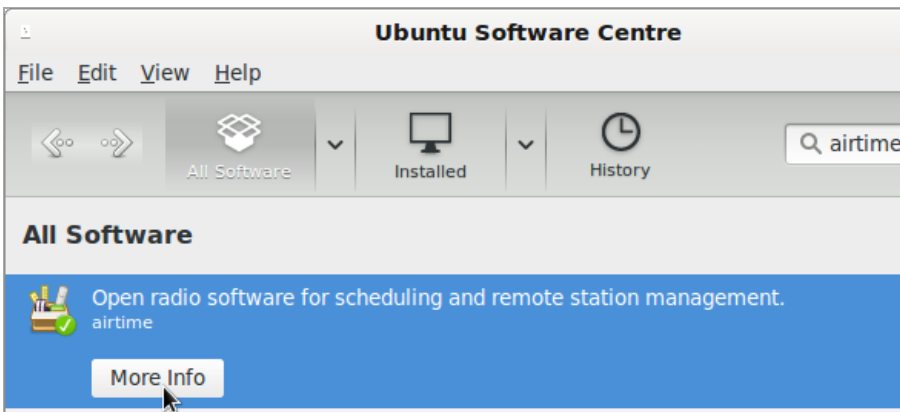 Ubuntu Software Centre
File Edit View Help
All Software
Installed
History
airtime
All Software
Open radio software for scheduling and remote station management.
airtime
More Info